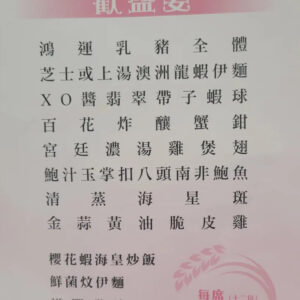 歡宴宴
鴻運乳豬全體
芝士或上湯澳洲龍蝦伊麵
XO醬翡翠帶子蝦球
百花炸釀蟹鉗
宮廷濃湯雞煲翅
鮑汁玉掌扣八頭南非鮑魚
清蒸海星斑
金蒜黃油脆皮雞
櫻花蝦海皇炒飯
鮮菌炆伊麵
每席